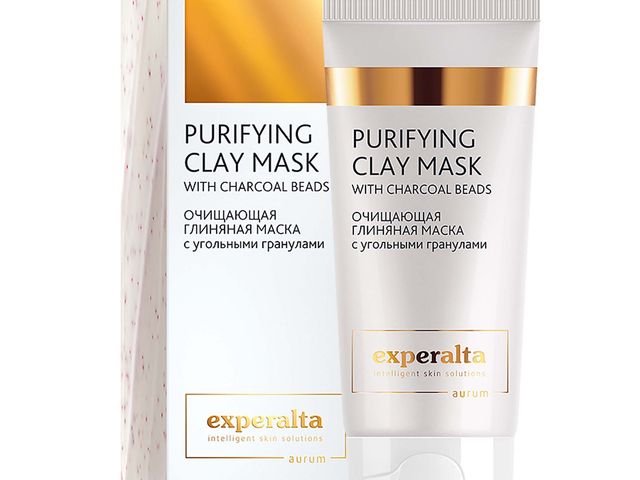 PURIFYING
CLAY MASK
WITH CHARCOAL BEADS
ОЧИЩАЮЩАЯ
ГЛИНЯНАЯ МАСКА
с угольными гранулами
experalta
intelligent skin solutions
aurum
PURIFYING
CLAY MASK
WITH CHARCOAL BEADS
ОЧИЩАЮЩАЯ
ГЛИНЯНАЯ МАСКА
с угольными гранулами
experalta
intelligent skin solutions
aurum